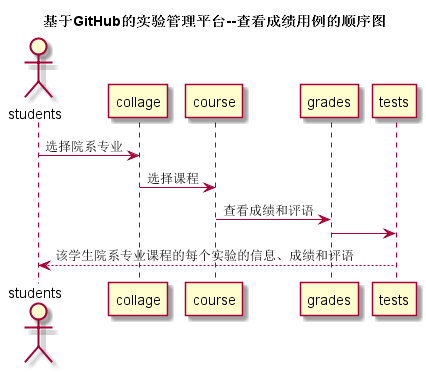 基于GitHub的实验管理平台--查看成绩用例的顺序图
students
collage
course
grades
tests
选择院系专业
选择课程
查看成绩和评语
该学生院系专业课程的每个实验的信息、成绩和评语
students
collage
course
grades
tests